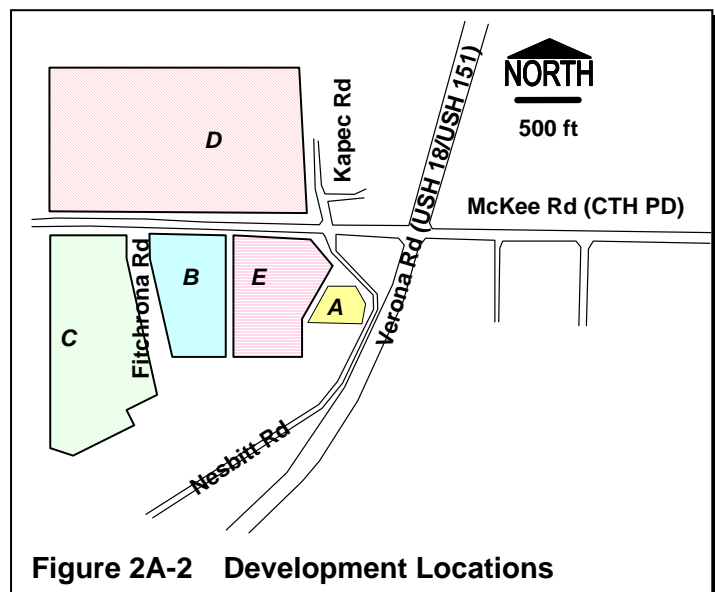 NORTH
500 ft
Kapec Rd
Verona Rd (USH 18/USH 151)
McKee Rd (CTH PD)
D
Fitchrona Rd
B
E
A
C
Nesbitt Rd
Figure 2A-2 Development Locations